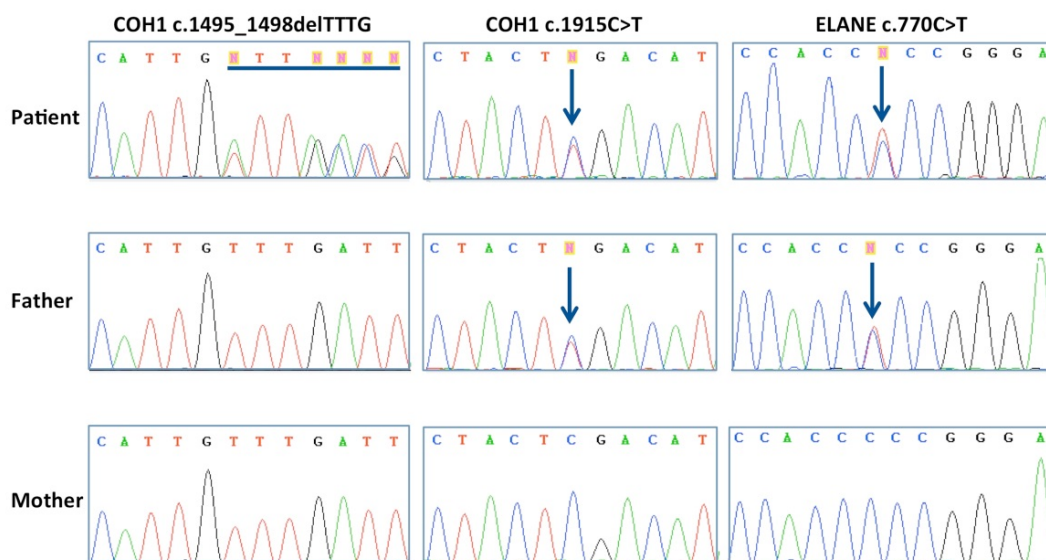 COH1 c.1495_1498delTTTG COH1 c.1915C>T ELANE c.770C>T
C A T T G N T T N N N N C T A C T N G A C A T C C A C C N C C G G G A
Patient
C A T T G T T T G A T T C T A C T N G A C A T C C A C C N C C G G G A
Father
C A T T G T T T G A T T C T A C T C G A C A T C C A C C C C C G G G A
Mother